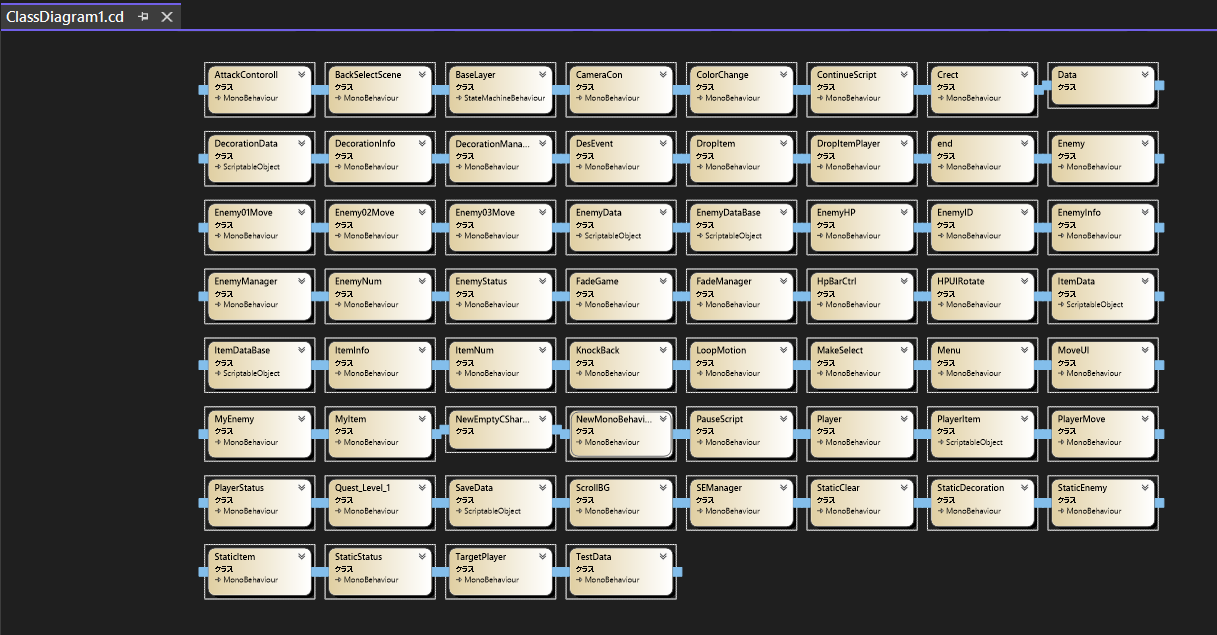 ClassDiagram1.cd
AttackContoroll
クラス
MonoBehaviour
BackSelectScene
クラス
MonoBehaviour
BaseLayer
クラス
StateMachineBehaviour
CameraCon
クラス
MonoBehaviour
ColorChange
クラス
MonoBehaviour
ContinueScript
クラス
MonoBehaviour
Crect
クラス
MonoBehaviour
Data
クラス
DecorationData
クラス
ScriptableObject
DecorationInfo
クラス
MonoBehaviour
DecorationMana...
クラス
MonoBehaviour
DesEvent
クラス
MonoBehaviour
DropItem
クラス
MonoBehaviour
DropItemPlayer
クラス
MonoBehaviour
end
クラス
MonoBehaviour
Enemy
クラス
MonoBehaviour
Enemy01Move
クラス
MonoBehaviour
Enemy02Move
クラス
MonoBehaviour
Enemy03Move
クラス
MonoBehaviour
EnemyData
クラス
ScriptableObject
EnemyDataBase
クラス
ScriptableObject
EnemyHP
クラス
MonoBehaviour
EnemyID
クラス
MonoBehaviour
EnemyInfo
クラス
MonoBehaviour
EnemyManager
クラス
MonoBehaviour
EnemyNum
クラス
MonoBehaviour
EnemyStatus
クラス
MonoBehaviour
FadeGame
クラス
MonoBehaviour
FadeManager
クラス
MonoBehaviour
HpBarCtrl
クラス
MonoBehaviour
HPUIRotate
クラス
MonoBehaviour
ItemData
クラス
ScriptableObject
ItemDataBase
クラス
ScriptableObject
ItemInfo
クラス
MonoBehaviour
ItemNum
クラス
MonoBehaviour
KnockBack
クラス
MonoBehaviour
LoopMotion
クラス
MonoBehaviour
MakeSelect
クラス
MonoBehaviour
Menu
クラス
MonoBehaviour
MoveUI
クラス
MonoBehaviour
MyEnemy
クラス
MonoBehaviour
MyItem
クラス
MonoBehaviour
NewEmptyCShar...
クラス
NewMonoBehavi...
クラス
MonoBehaviour
PauseScript
クラス
MonoBehaviour
Player
クラス
MonoBehaviour
PlayerItem
クラス
ScriptableObject
PlayerMove
クラス
MonoBehaviour
PlayerStatus
クラス
MonoBehaviour
Quest_Level_1
クラス
MonoBehaviour
SaveData
クラス
ScriptableObject
ScrollBG
クラス
MonoBehaviour
SEManager
クラス
MonoBehaviour
StaticClear
クラス
MonoBehaviour
StaticDecoration
クラス
MonoBehaviour
StaticEnemy
クラス
MonoBehaviour
StaticItem
クラス
MonoBehaviour
StaticStatus
クラス
MonoBehaviour
TargetPlayer
クラス
MonoBehaviour
TestData
クラス
MonoBehaviour